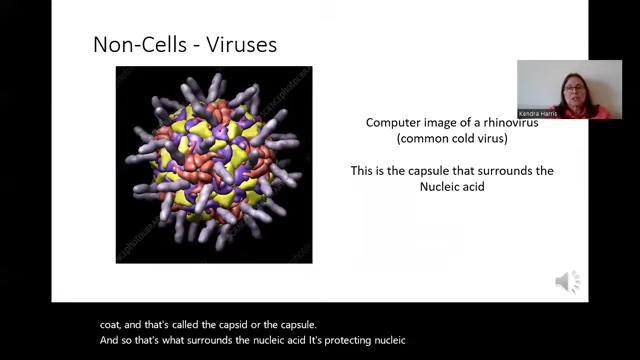 Non-Cells - Viruses
Kendra Harris
Computer image of a rhinovirus
(common cold virus)
This is the capsule that surrounds the
Nucleic acid
coat, and that's called the capsid or the capsule.
And so that's what surrounds the nucleic acid It's protecting nucleic